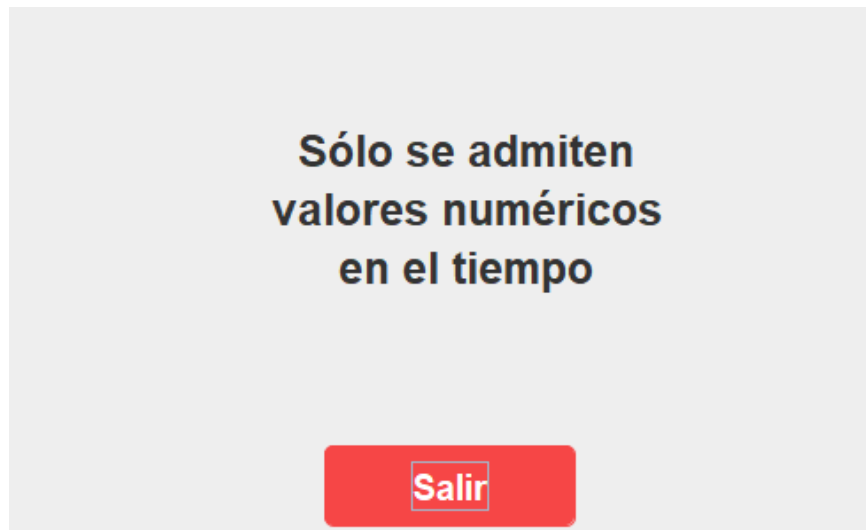 Sólo se admiten
valores numéricos
en el tiempo
Salir